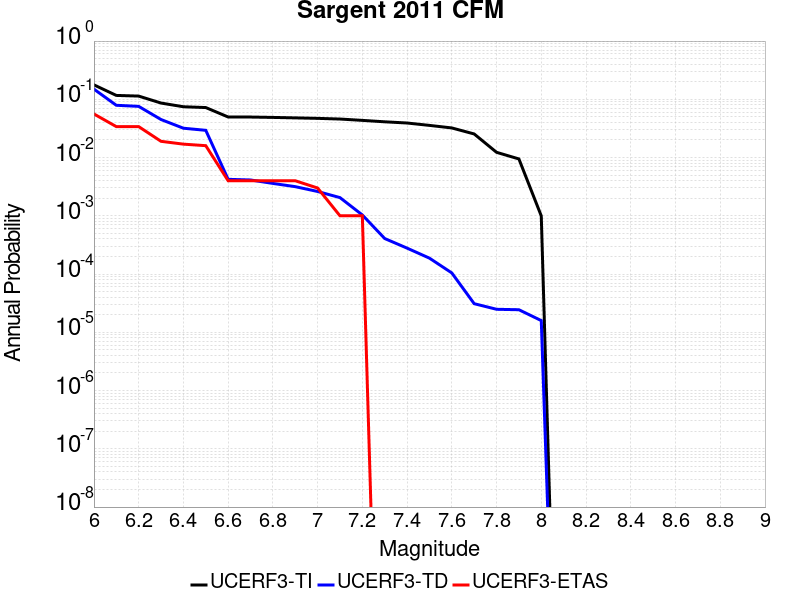 Sargent 2011 CFM
10^0
10^-1
10^-2
10^-3
10^-4
10^-5
10^-6
10^-7
10^-8
Annual Probability
6 6.2 6.4 6.6 6.8 7 7.2 7.4 7.6 7.8 8 8.2 8.4 8.6 8.8 9
Magnitude
UCERF3-TI UCERF3-TD UCERF3-ETAS